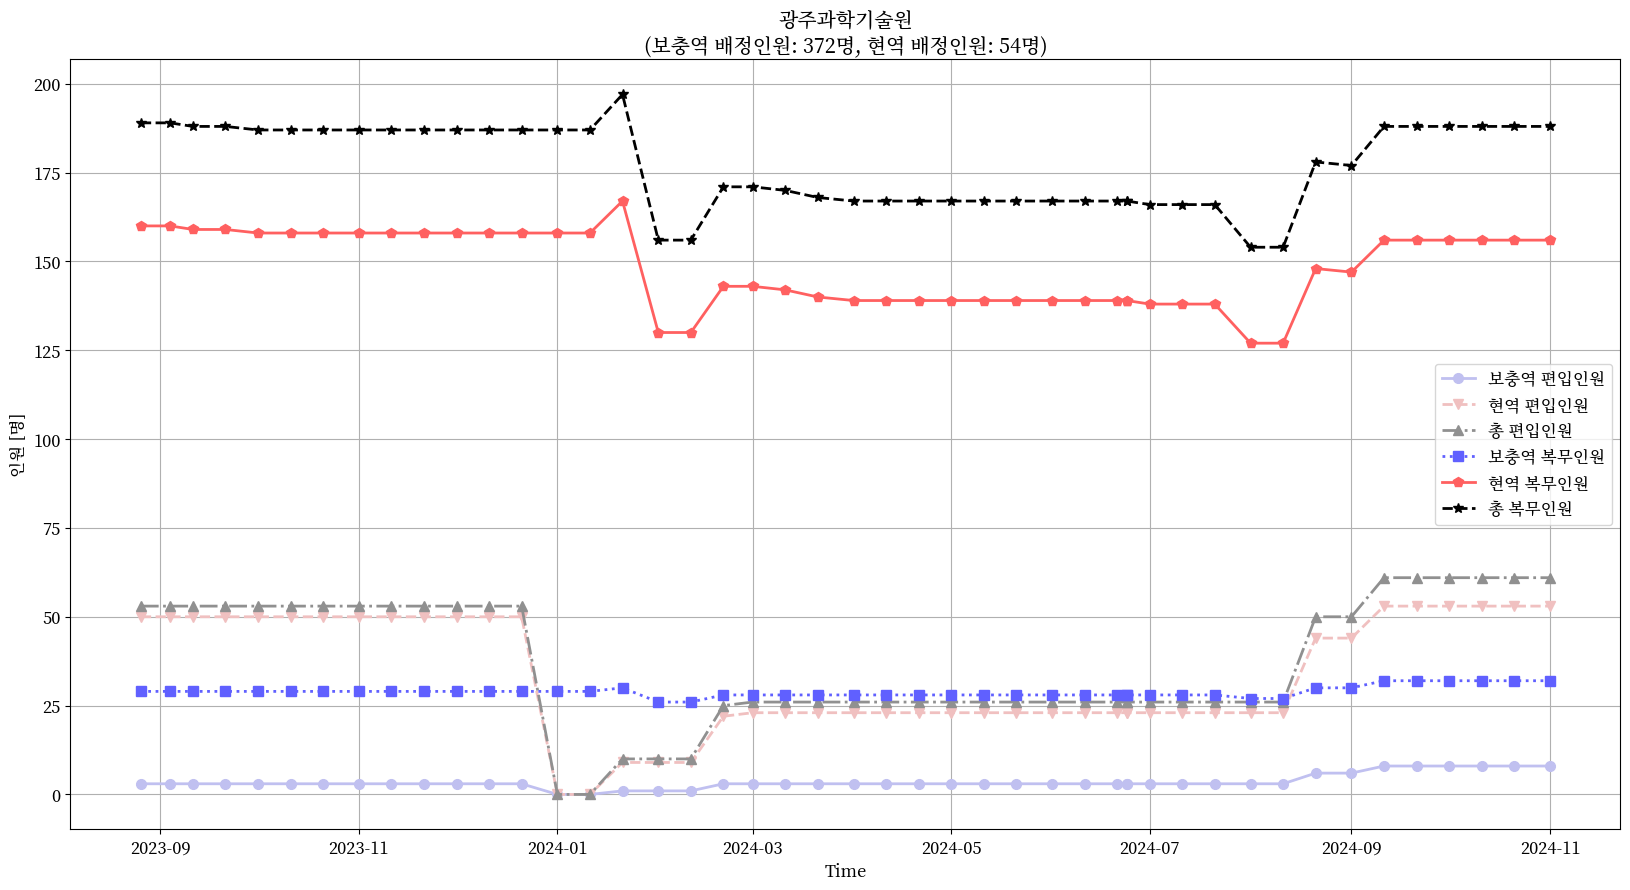 광주과학기술원
(보충역 배정인원: 372명, 현역 배정인원: 54명)
인원 [명]
200
175
150
125
100
75
50
25
0
보충역 편입인원
현역 편입인원
총 편입인원
보충역 복무인원
현역 복무인원
총 복무인원
2023-09
2023-11
2024-01
2024-03
2024-05
2024-07
2024-09
2024-11
Time